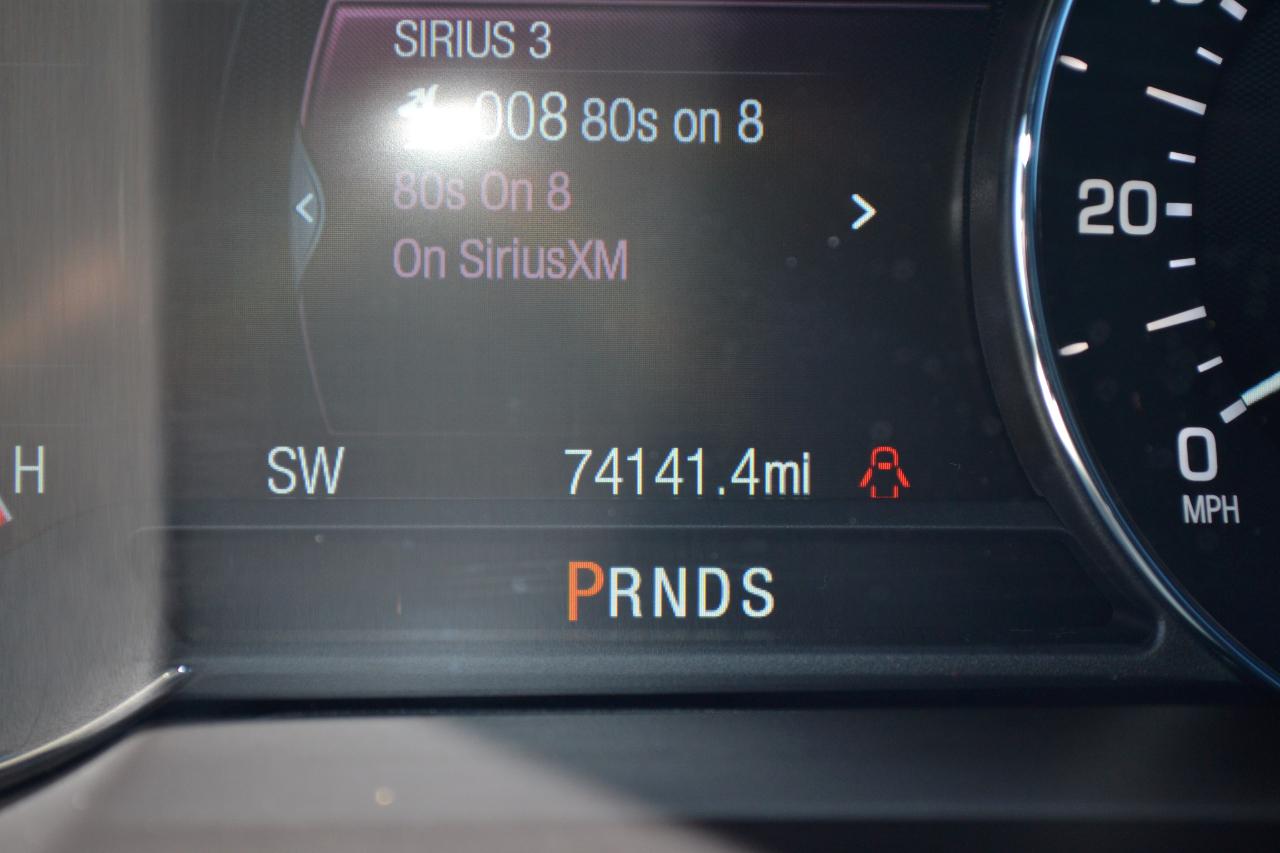 SIRIUS 3
008 80s on 8
80s On 8
On SiriusXM
<
>
20
H
SW
74141.4mi
0
MPH
PRNDS